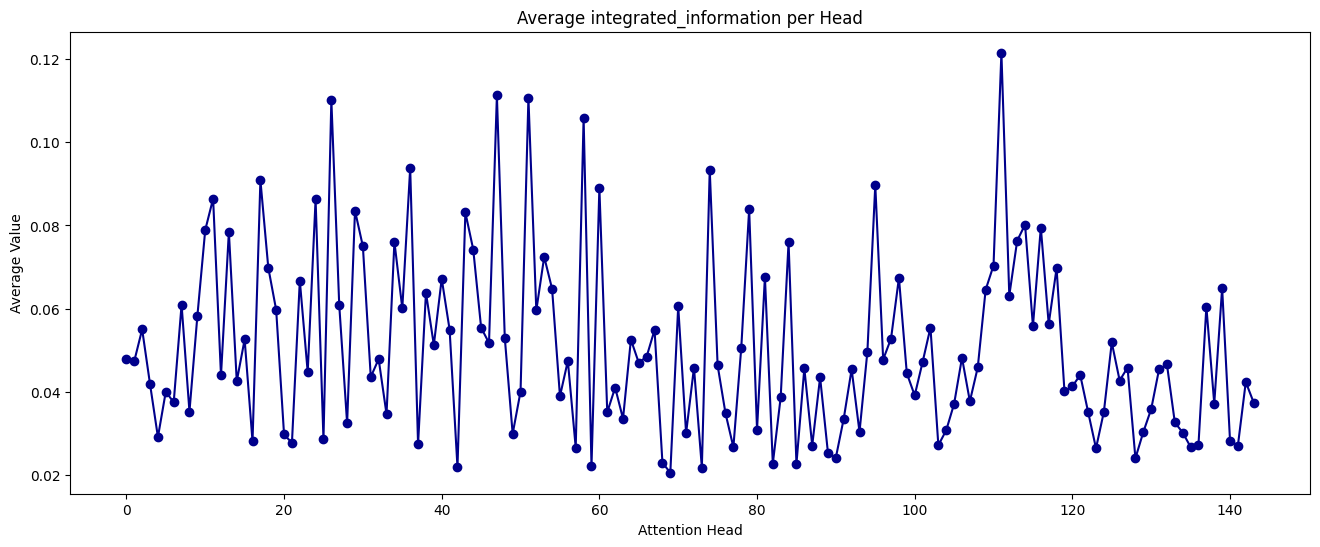 Average integrated_information per Head
0.12
0.10
0.08
0.06
0.04
0.02
Average Value
0 20 40 60 80 100 120 140
Attention Head